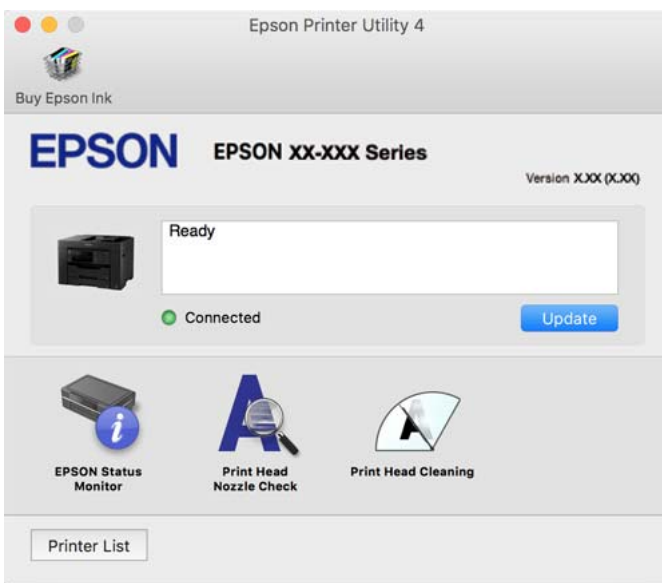 Epson Printer Utility 4
Buy Epson Ink
EPSON
EPSON XX-XXX Series
Version X.XX (X.XX)
Ready
Connected
Update
EPSON Status
Monitor
Print Head
Nozzle Check
Print Head Cleaning
Printer List